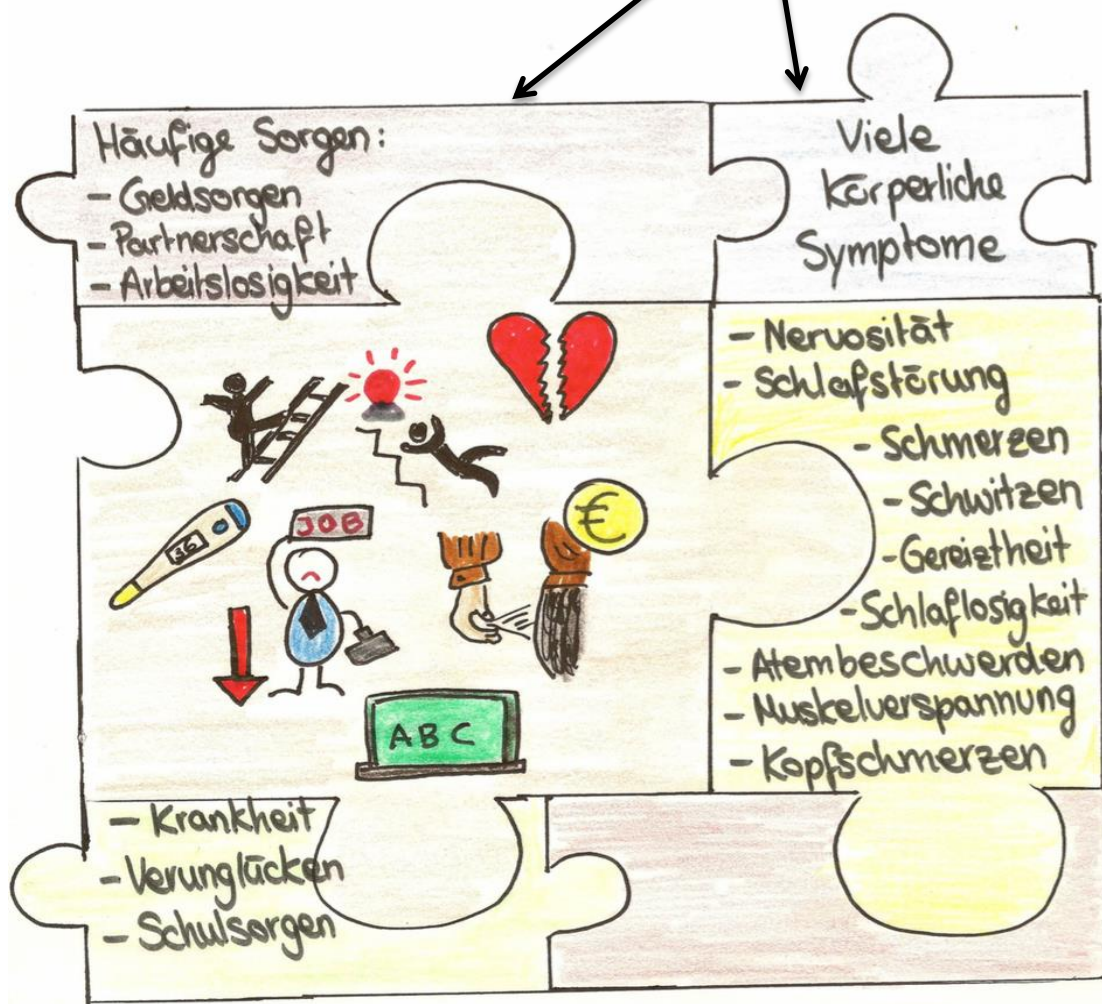 Häufige Sorgen:
- Geldsorgen
- Partnerschaft
- Arbeitslosigkeit
Viele
Körperliche
Symptome
- Nervosität
- Schlafstörung
- Schmerzen
- Schwitzen
- Gereiztheit
- Schlaflosigkeit
- Atembeschwerden
- Muskelverspannung
- Kopfschmerzen
36
JOB
€
ABC
- Krankheit
- Verunglücken
- Schulsorgen